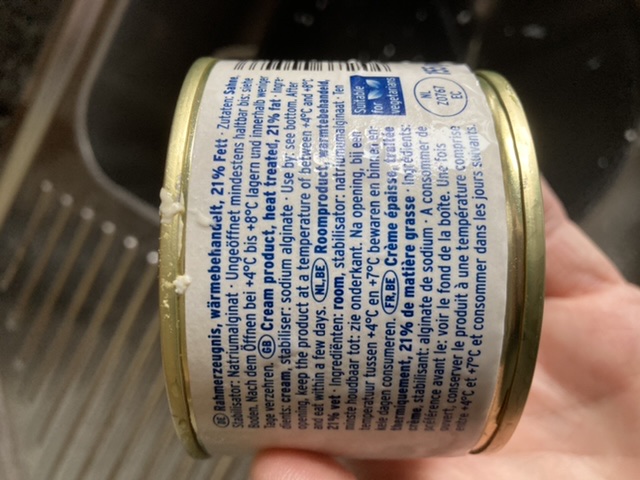 DE Rahmerzeugnis, wärmebehandelt, 21% Fett · Zutaten: Sahne,
Stabilisator: Natriumalginat · Ungeöffnet mindestens haltbar bis: siehe
Boden. Nach dem Öffnen bei +4°C bis +8°C lagern und innerhalb weniger
Tage verzehren. GB Cream product, heat treated, 21% fat · Ingre-
dients: cream, stabiliser: sodium alginate · Use by: see bottom. After
opening, keep the product at a temperature of between +4°C and +8°C
and eat within a few days. NL,BE Roomproduct, warmtebehandeld,
21% vet · Ingrediënten: room, stabilisator: natriumalginaat · Ten
minste houdbaar tot: zie onderkant. Na opening, bij een
temperatuur tussen +4°C en +7°C bewaren en binnen en-
kele dagen consumeren. FR,BE Crème épaisse, traitée
thermiquement, 21% de matière grasse · Ingrédients:
crème, stabilisant: alginate de sodium · A consommer de
préférence avant le: voir le fond de la boîte. Une fois
ouvert, conserver le produit à une température comprise
entre +4°C et +7°C et consommer dans les jours suivants.
Suitable
for
vegetarians
NL
Z0767
EC